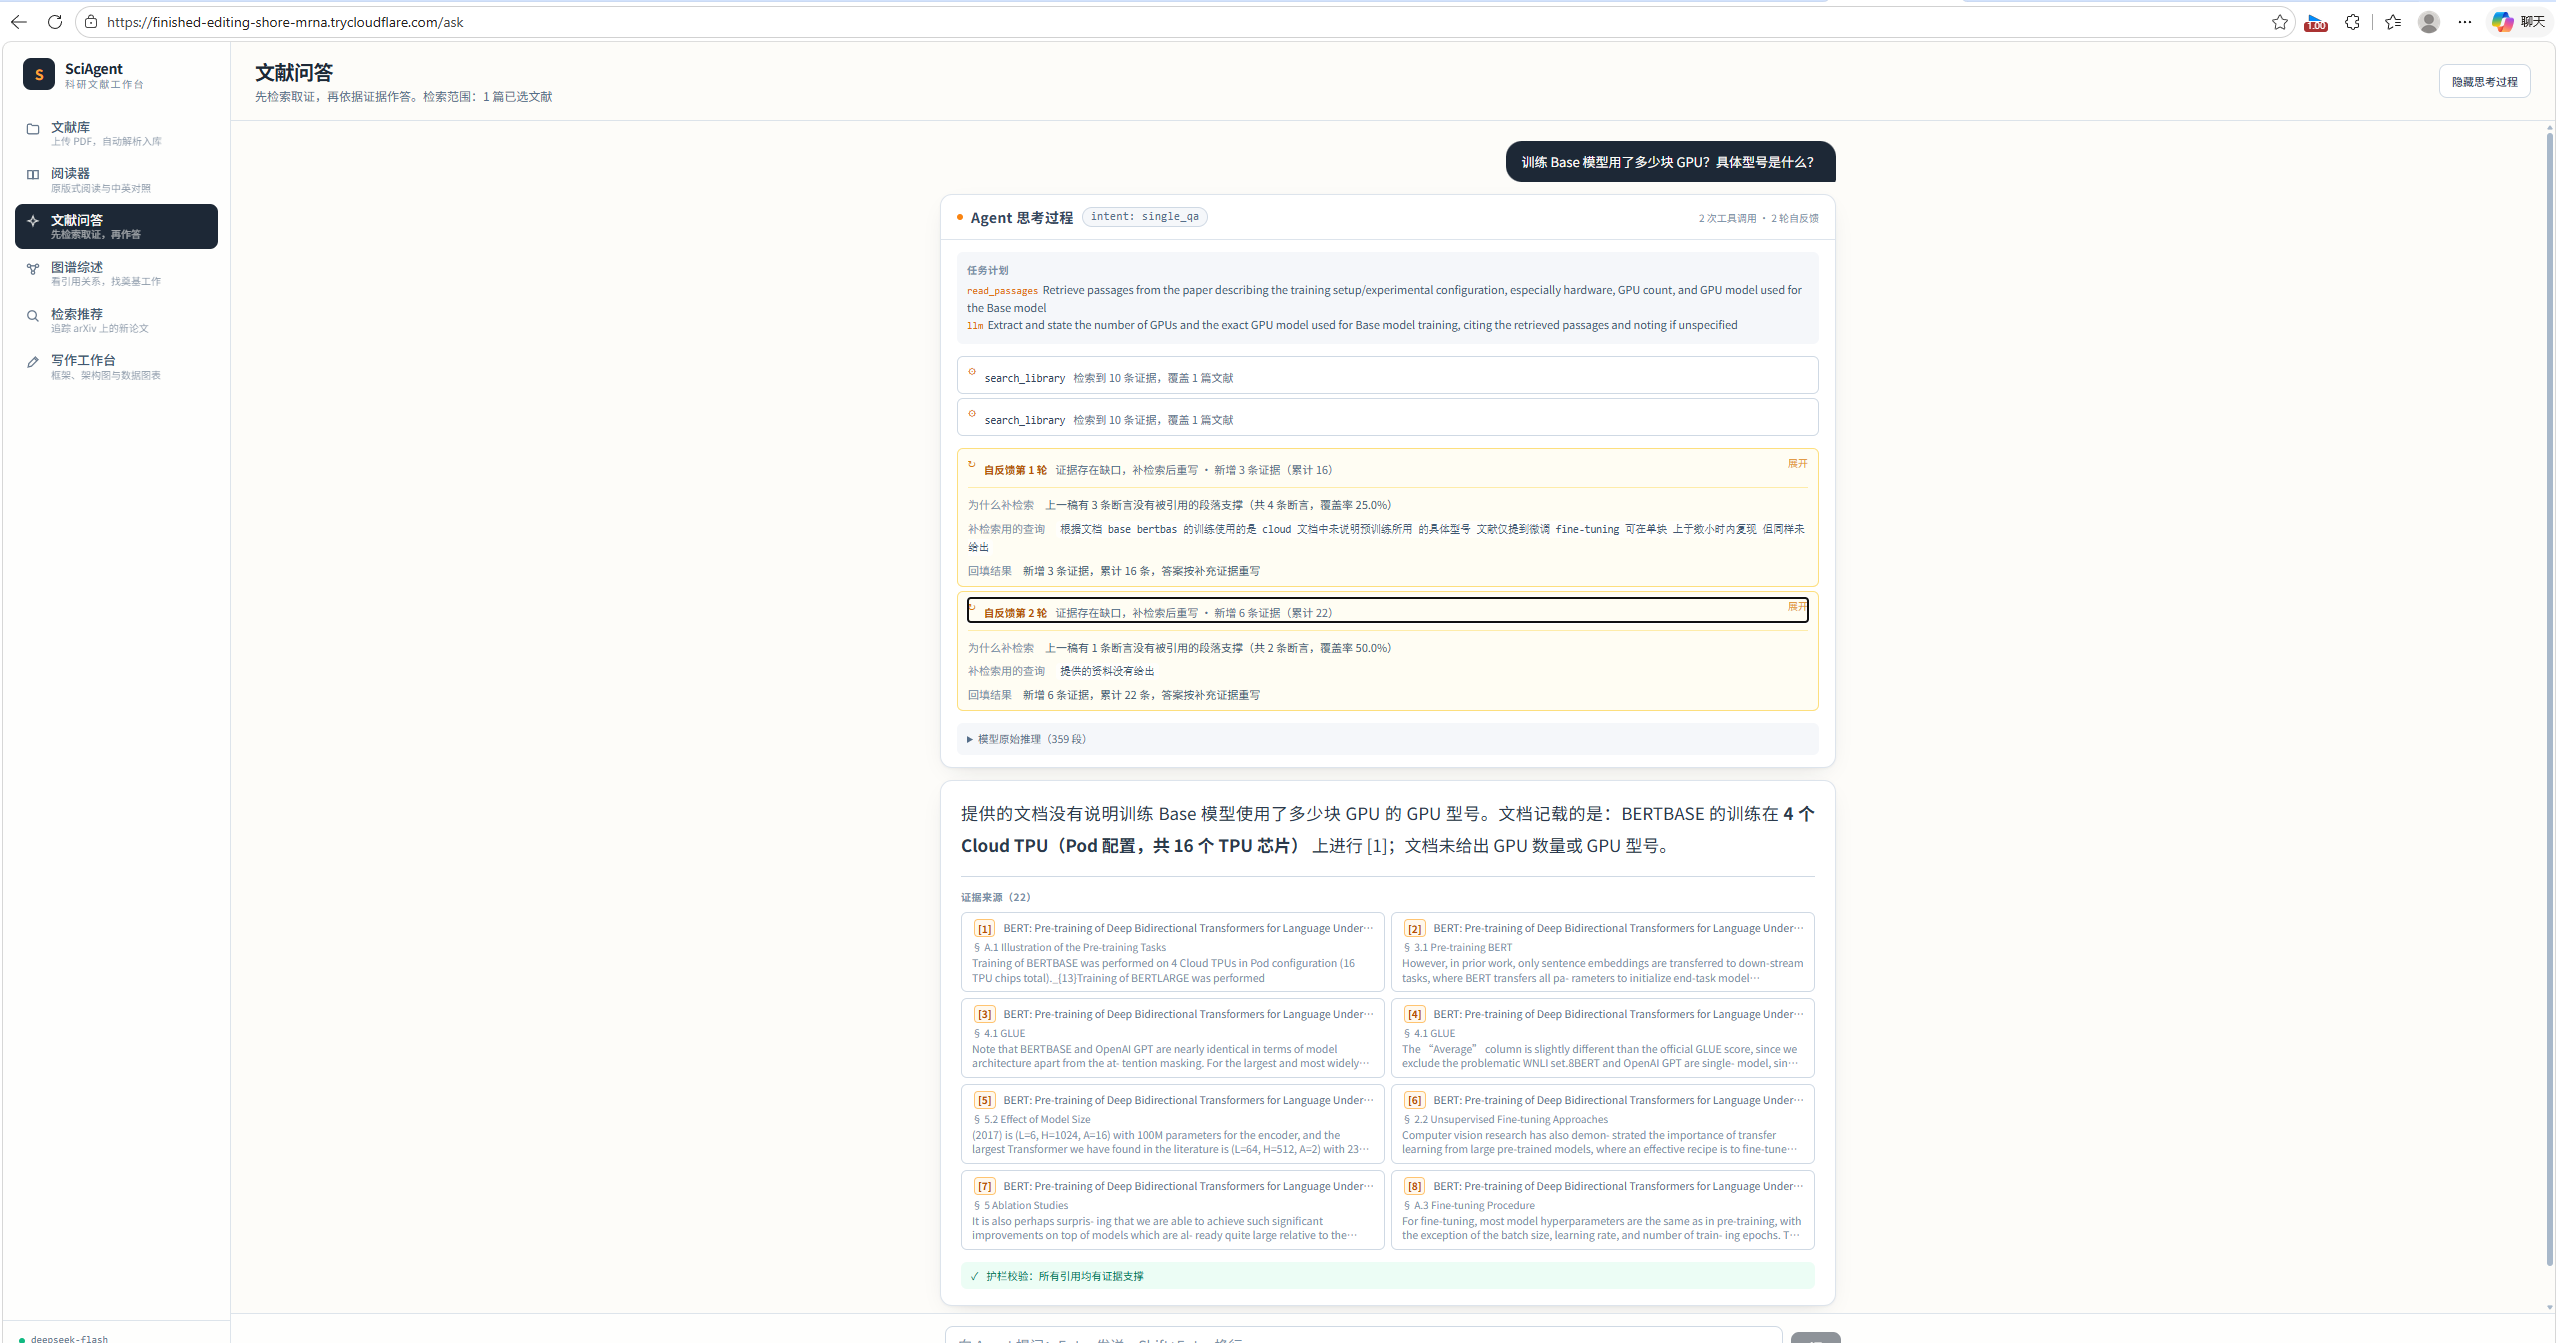 https://finished-editing-shore-mrna.trycloudflare.com/ask
1.00
聊天
S
SciAgent
科研文献工作台
文献库
上传 PDF，自动解析入库
阅读器
原版式阅读与中英对照
文献问答
先检索取证，再作答
图谱综述
看引用关系，找奠基工作
检索推荐
追踪 arXiv 上的新论文
写作工作台
框架、架构图与数据图表
deepseek-flash
文献问答
先检索取证，再依据证据作答。检索范围：1 篇已选文献
隐藏思考过程
训练 Base 模型用了多少块 GPU？具体型号是什么？
Agent 思考过程 intent: single_qa
2 次工具调用 · 2 轮自反馈
任务计划
read_passages Retrieve passages from the paper describing the training setup/experimental configuration, especially hardware, GPU count, and GPU model used for
the Base model
llm Extract and state the number of GPUs and the exact GPU model used for Base model training, citing the retrieved passages and noting if unspecified
search_library 检索到 10 条证据，覆盖 1 篇文献
search_library 检索到 10 条证据，覆盖 1 篇文献
自反馈第 1 轮 证据存在缺口，补检索后重写 · 新增 3 条证据（累计 16） 展开
为什么补检索 上一稿有 3 条断言没有被引用的段落支撑（共 4 条断言，覆盖率 25.0%）
补检索用的查询 根据文档 base bertbas 的训练使用的是 cloud 文档中未说明预训练所用 的具体型号 文献仅提到微调 fine-tuning 可在单块 上于数小时内复现 但同样未
给出
回填结果 新增 3 条证据，累计 16 条，答案按补充证据重写
自反馈第 2 轮 证据存在缺口，补检索后重写 · 新增 6 条证据（累计 22） 展开
为什么补检索 上一稿有 1 条断言没有被引用的段落支撑（共 2 条断言，覆盖率 50.0%）
补检索用的查询 提供的资料没有给出
回填结果 新增 6 条证据，累计 22 条，答案按补充证据重写
▶ 模型原始推理（359 段）
提供的文档没有说明训练 Base 模型使用了多少块 GPU 的 GPU 型号。文档记载的是：BERTBASE 的训练在 4 个
Cloud TPU（Pod 配置，共 16 个 TPU 芯片） 上进行 [1]；文档未给出 GPU 数量或 GPU 型号。
证据来源（22）
[1] BERT: Pre-training of Deep Bidirectional Transformers for Language Under…
§ A.1 Illustration of the Pre-training Tasks
Training of BERTBASE was performed on 4 Cloud TPUs in Pod configuration (16
TPU chips total)._{13}Training of BERTLARGE was performed
[2] BERT: Pre-training of Deep Bidirectional Transformers for Language Under…
§ 3.1 Pre-training BERT
However, in prior work, only sentence embeddings are transferred to down-stream
tasks, where BERT transfers all pa- rameters to initialize end-task model…
[3] BERT: Pre-training of Deep Bidirectional Transformers for Language Under…
§ 4.1 GLUE
Note that BERTBASE and OpenAI GPT are nearly identical in terms of model
architecture apart from the at- tention masking. For the largest and most widely…
[4] BERT: Pre-training of Deep Bidirectional Transformers for Language Under…
§ 4.1 GLUE
The “Average” column is slightly different than the official GLUE score, since we
exclude the problematic WNLI set.8BERT and OpenAI GPT are single- model, sin…
[5] BERT: Pre-training of Deep Bidirectional Transformers for Language Under…
§ 5.2 Effect of Model Size
(2017) is (L=6, H=1024, A=16) with 100M parameters for the encoder, and the
largest Transformer we have found in the literature is (L=64, H=512, A=2) with 23…
[6] BERT: Pre-training of Deep Bidirectional Transformers for Language Under…
§ 2.2 Unsupervised Fine-tuning Approaches
Computer vision research has also demon- strated the importance of transfer
learning from large pre-trained models, where an effective recipe is to fine-tune…
[7] BERT: Pre-training of Deep Bidirectional Transformers for Language Under…
§ 5 Ablation Studies
It is also perhaps surpris- ing that we are able to achieve such significant
improvements on top of models which are al- ready quite large relative to the…
[8] BERT: Pre-training of Deep Bidirectional Transformers for Language Under…
§ A.3 Fine-tuning Procedure
For fine-tuning, most model hyperparameters are the same as in pre-training, with
the exception of the batch size, learning rate, and number of train- ing epochs. T…
✓ 护栏校验：所有引用均有证据支撑